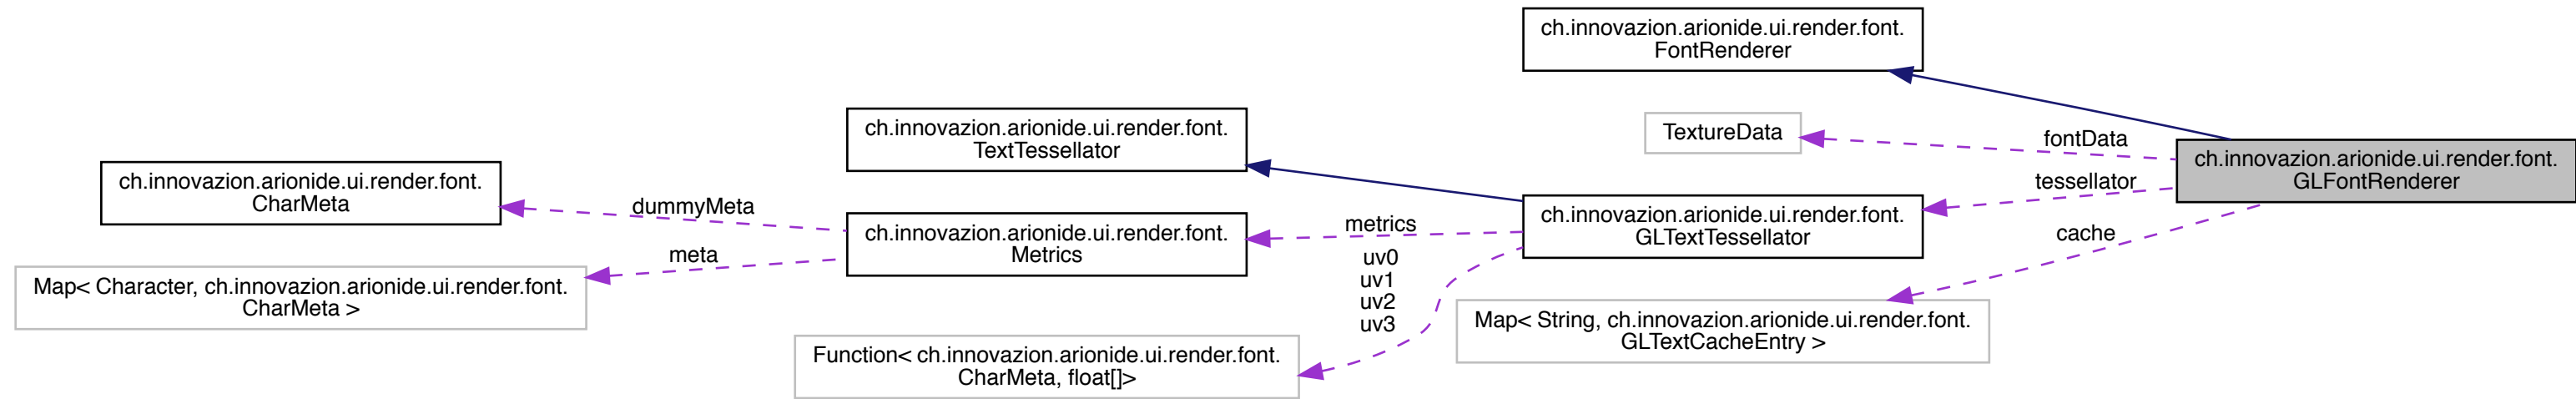 ch.innovazion.arionide.ui.render.font.
FontRenderer
TextureData
fontData
ch.innovazion.arionide.ui.render.font.
GLFontRenderer
ch.innovazion.arionide.ui.render.font.
TextTessellator
tessellator
ch.innovazion.arionide.ui.render.font.
CharMeta
dummyMeta
ch.innovazion.arionide.ui.render.font.
Metrics
metrics
ch.innovazion.arionide.ui.render.font.
GLTextTessellator
cache
meta
uv0
uv1
uv2
uv3
Map< Character, ch.innovazion.arionide.ui.render.font.
CharMeta >
Map< String, ch.innovazion.arionide.ui.render.font.
GLTextCacheEntry >
Function< ch.innovazion.arionide.ui.render.font.
CharMeta, float[]>